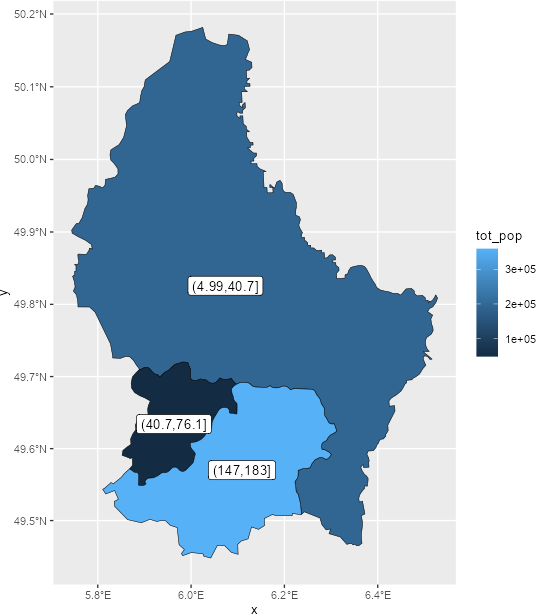 50.2°N
50.1°N
50.0°N
49.9°N
49.8°N
49.7°N
49.6°N
49.5°N
y
(4.99,40.7]
(40.7,76.1]
(147,183]
5.8°E 6.0°E 6.2°E 6.4°E
x
tot_pop
3e+05
2e+05
1e+05